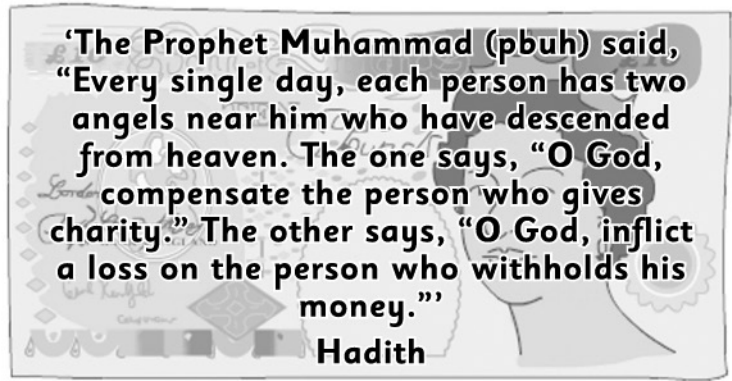 ‘The Prophet Muhammad (pbuh) said,
“Every single day, each person has two
angels near him who have descended
from heaven. The one says, “O God,
compensate the person who gives
charity.” The other says, “O God, inflict
a loss on the person who withholds his
money.”’
Hadith